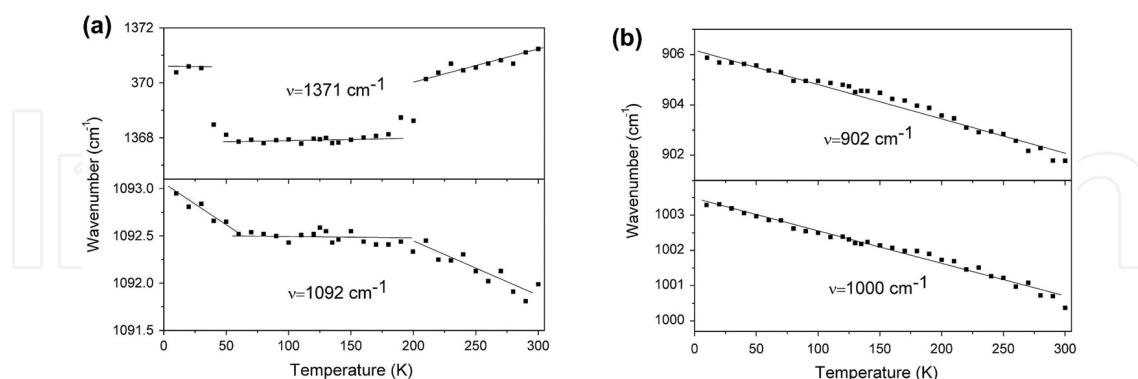 (a)
1372
370
1368
ν=1371 cm-1
Wavenumber (cm-1)
1093.0
1092.5
1092.0
1091.5
ν=1092 cm-1
0 50 100 150 200 250 300
Temperature (K)
(b)
906
904
902
ν=902 cm-1
Wavenumber (cm-1)
1003
1002
1001
1000
ν=1000 cm-1
0 50 100 150 200 250 300
Temperature (K)